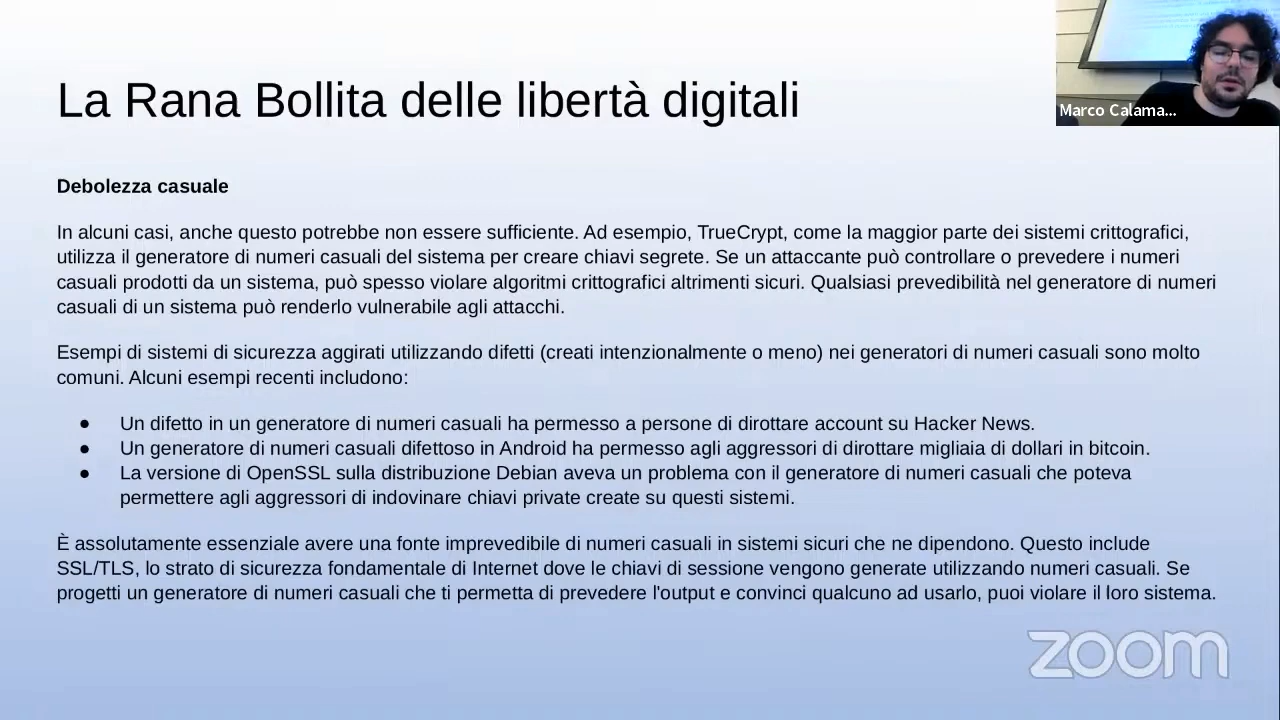 La Rana Bollita delle libertà digitali
Marco Calama...
Debolezza casuale
In alcuni casi, anche questo potrebbe non essere sufficiente. Ad esempio, TrueCrypt, come la maggior parte dei sistemi crittografici,
utilizza il generatore di numeri casuali del sistema per creare chiavi segrete. Se un attaccante può controllare o prevedere i numeri
casuali prodotti da un sistema, può spesso violare algoritmi crittografici altrimenti sicuri. Qualsiasi prevedibilità nel generatore di numeri
casuali di un sistema può renderlo vulnerabile agli attacchi.
Esempi di sistemi di sicurezza aggirati utilizzando difetti (creati intenzionalmente o meno) nei generatori di numeri casuali sono molto
comuni. Alcuni esempi recenti includono:
● Un difetto in un generatore di numeri casuali ha permesso a persone di dirottare account su Hacker News.
● Un generatore di numeri casuali difettoso in Android ha permesso agli aggressori di dirottare migliaia di dollari in bitcoin.
● La versione di OpenSSL sulla distribuzione Debian aveva un problema con il generatore di numeri casuali che poteva
permettere agli aggressori di indovinare chiavi private create su questi sistemi.
È assolutamente essenziale avere una fonte imprevedibile di numeri casuali in sistemi sicuri che ne dipendono. Questo include
SSL/TLS, lo strato di sicurezza fondamentale di Internet dove le chiavi di sessione vengono generate utilizzando numeri casuali. Se
progetti un generatore di numeri casuali che ti permetta di prevedere l'output e convinci qualcuno ad usarlo, puoi violare il loro sistema.
zoom